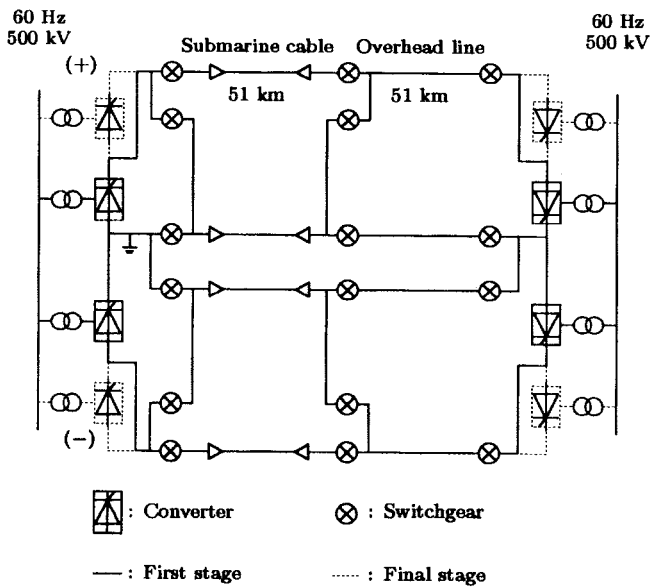 60 Hz
500 kV
60 Hz
500 kV
Submarine cable
Overhead line
(+)
51 km
51 km
(−)
: Converter
: Switchgear
: First stage
: Final stage